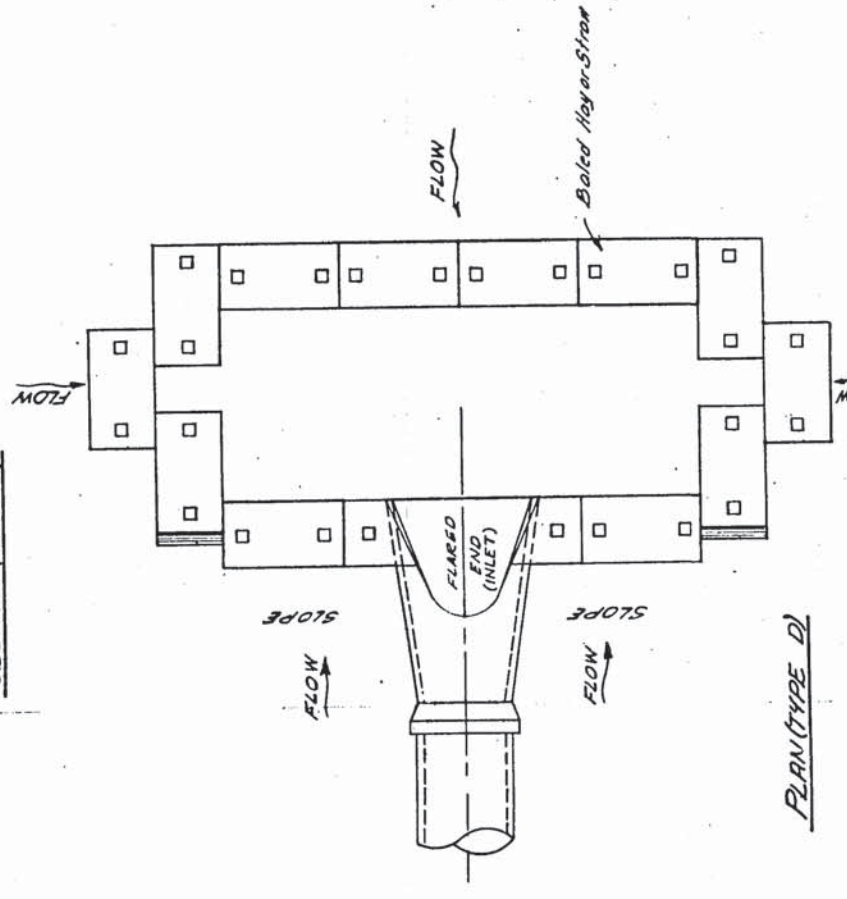 FLOW
FLOW
Baled Hay or Straw
FLARED
END
(INLET)
SLOPE
SLOPE
FLOW
FLOW
PLAN (TYPE D)